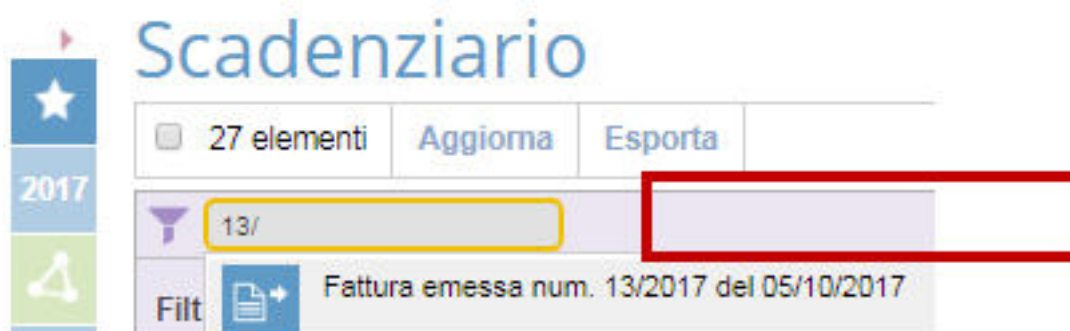 Scadenziario
27 elementi Aggiorna Esporta
2017
13/
Fattura emessa num. 13/2017 del 05/10/2017
Filt